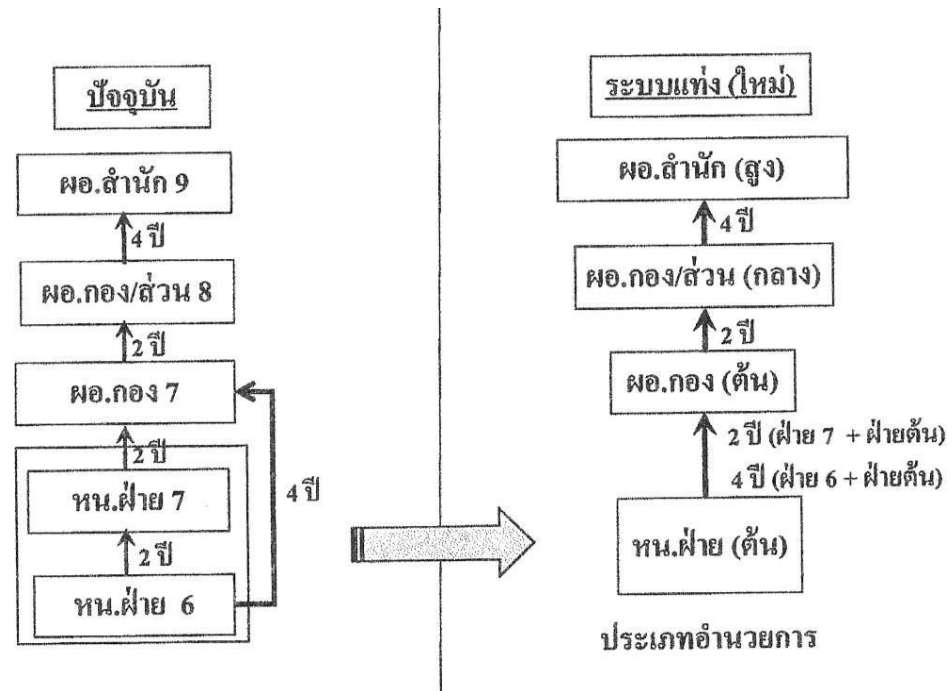 ปัจจุบัน
ผอ.สำนัก 9
4 ปี
ผอ.กอง/ส่วน 8
2 ปี
ผอ.กอง 7
2 ปี
หน.ฝ่าย 7
4 ปี
2 ปี
หน.ฝ่าย 6
ระบบแท่ง (ใหม่)
ผอ.สำนัก (สูง)
4 ปี
ผอ.กอง/ส่วน (กลาง)
2 ปี
ผอ.กอง (ต้น)
2 ปี (ฝ่าย 7 + ฝ่ายต้น)
4 ปี (ฝ่าย 6 + ฝ่ายต้น)
หน.ฝ่าย (ต้น)
ประเภทอำนวยการ